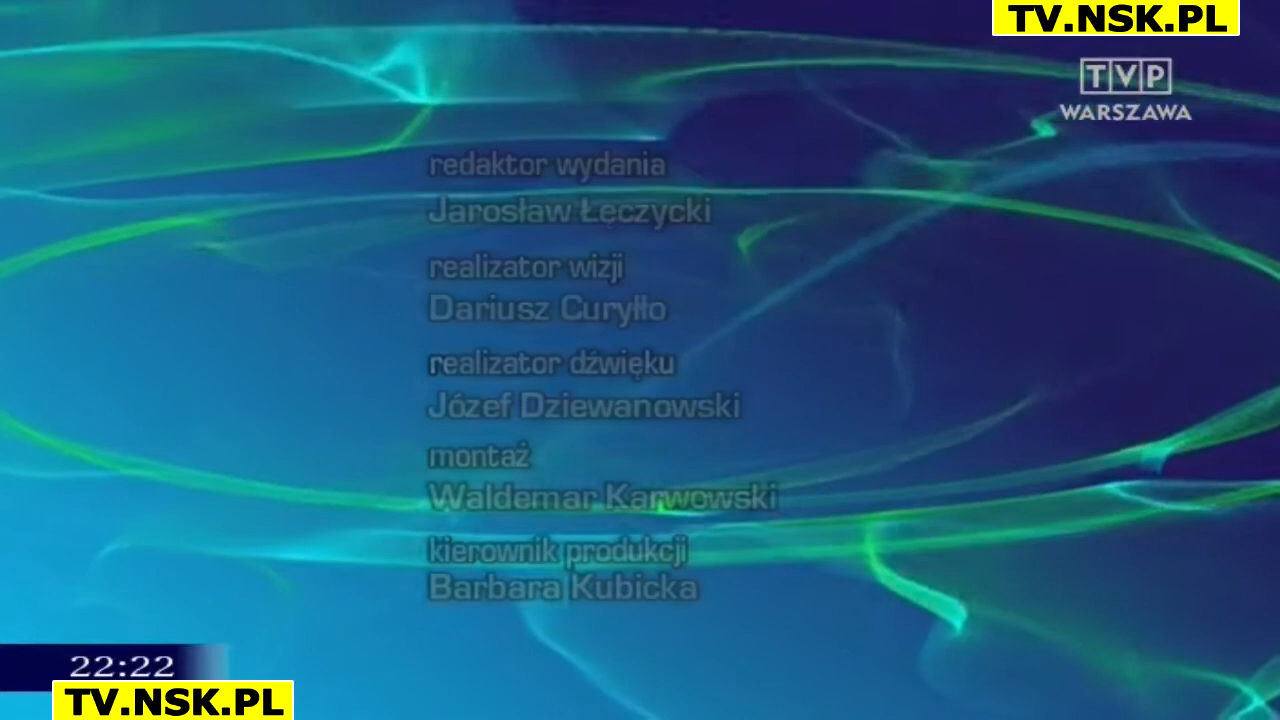 TV.NSK.PL
TVP
WARSZAWA
redaktor wydania
Jarosław Łęczycki
realizator wizji
Dariusz Curyłło
realizator dźwięku
Józef Dziewanowski
montaż
Waldemar Karwowski
kierownik produkcji
Barbara Kubicka
22:22
TV.NSK.PL